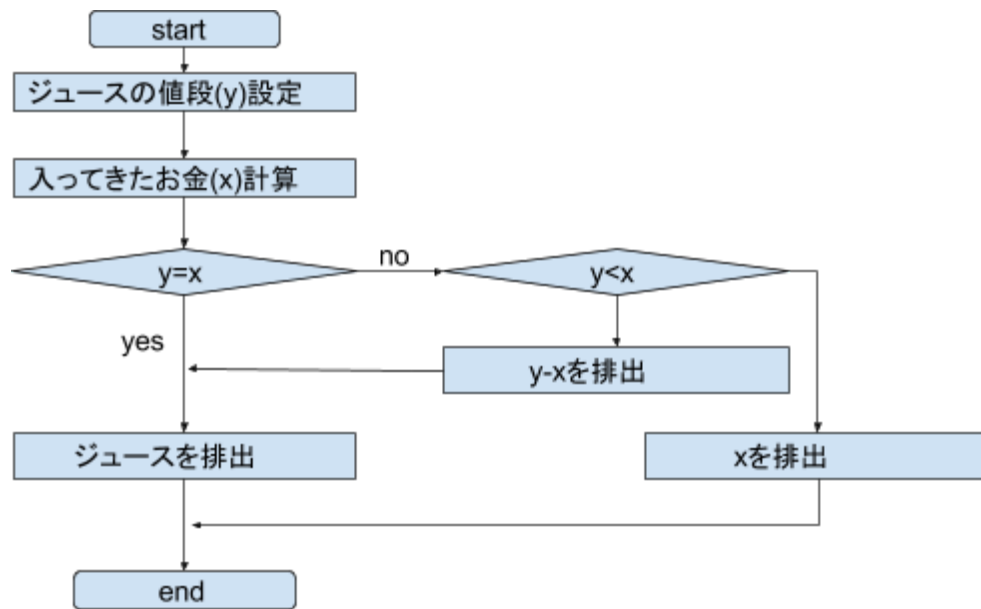 start
ジュースの値段(y)設定
入ってきたお金(x)計算
y=x
no
y<x
yes
y-xを排出
ジュースを排出
xを排出
end